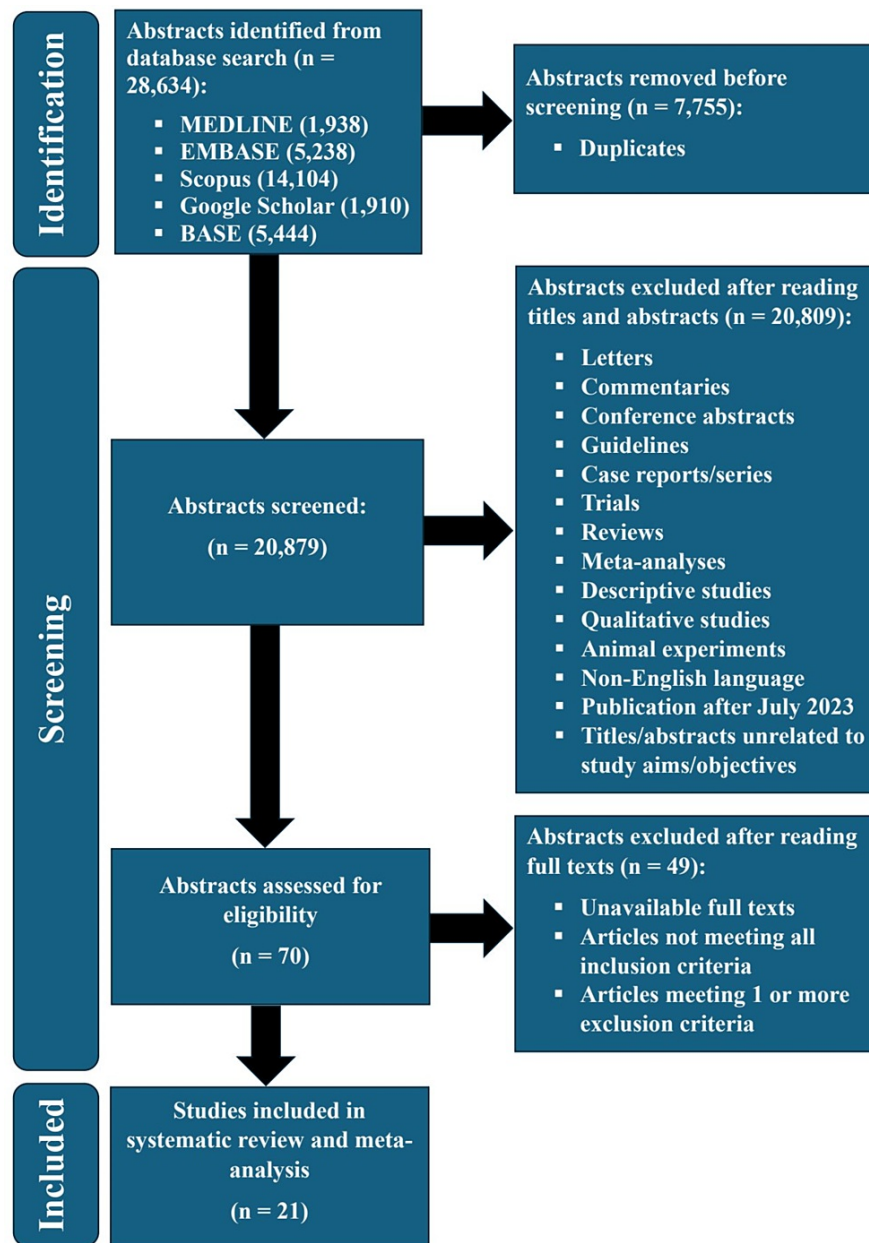 Identification
Abstracts identified from
database search (n =
28,634):
▪ MEDLINE (1,938)
▪ EMBASE (5,238)
▪ Scopus (14,104)
▪ Google Scholar (1,910)
▪ BASE (5,444)
Abstracts removed before
screening (n = 7,755):
▪ Duplicates
Screening
Abstracts screened:
(n = 20,879)
Abstracts excluded after reading
titles and abstracts (n = 20,809):
▪ Letters
▪ Commentaries
▪ Conference abstracts
▪ Guidelines
▪ Case reports/series
▪ Trials
▪ Reviews
▪ Meta-analyses
▪ Descriptive studies
▪ Qualitative studies
▪ Animal experiments
▪ Non-English language
▪ Publication after July 2023
▪ Titles/abstracts unrelated to
study aims/objectives
Abstracts assessed for
eligibility
(n = 70)
Abstracts excluded after reading
full texts (n = 49):
▪ Unavailable full texts
▪ Articles not meeting all
inclusion criteria
▪ Articles meeting 1 or more
exclusion criteria
Included
Studies included in
systematic review and meta-
analysis
(n = 21)